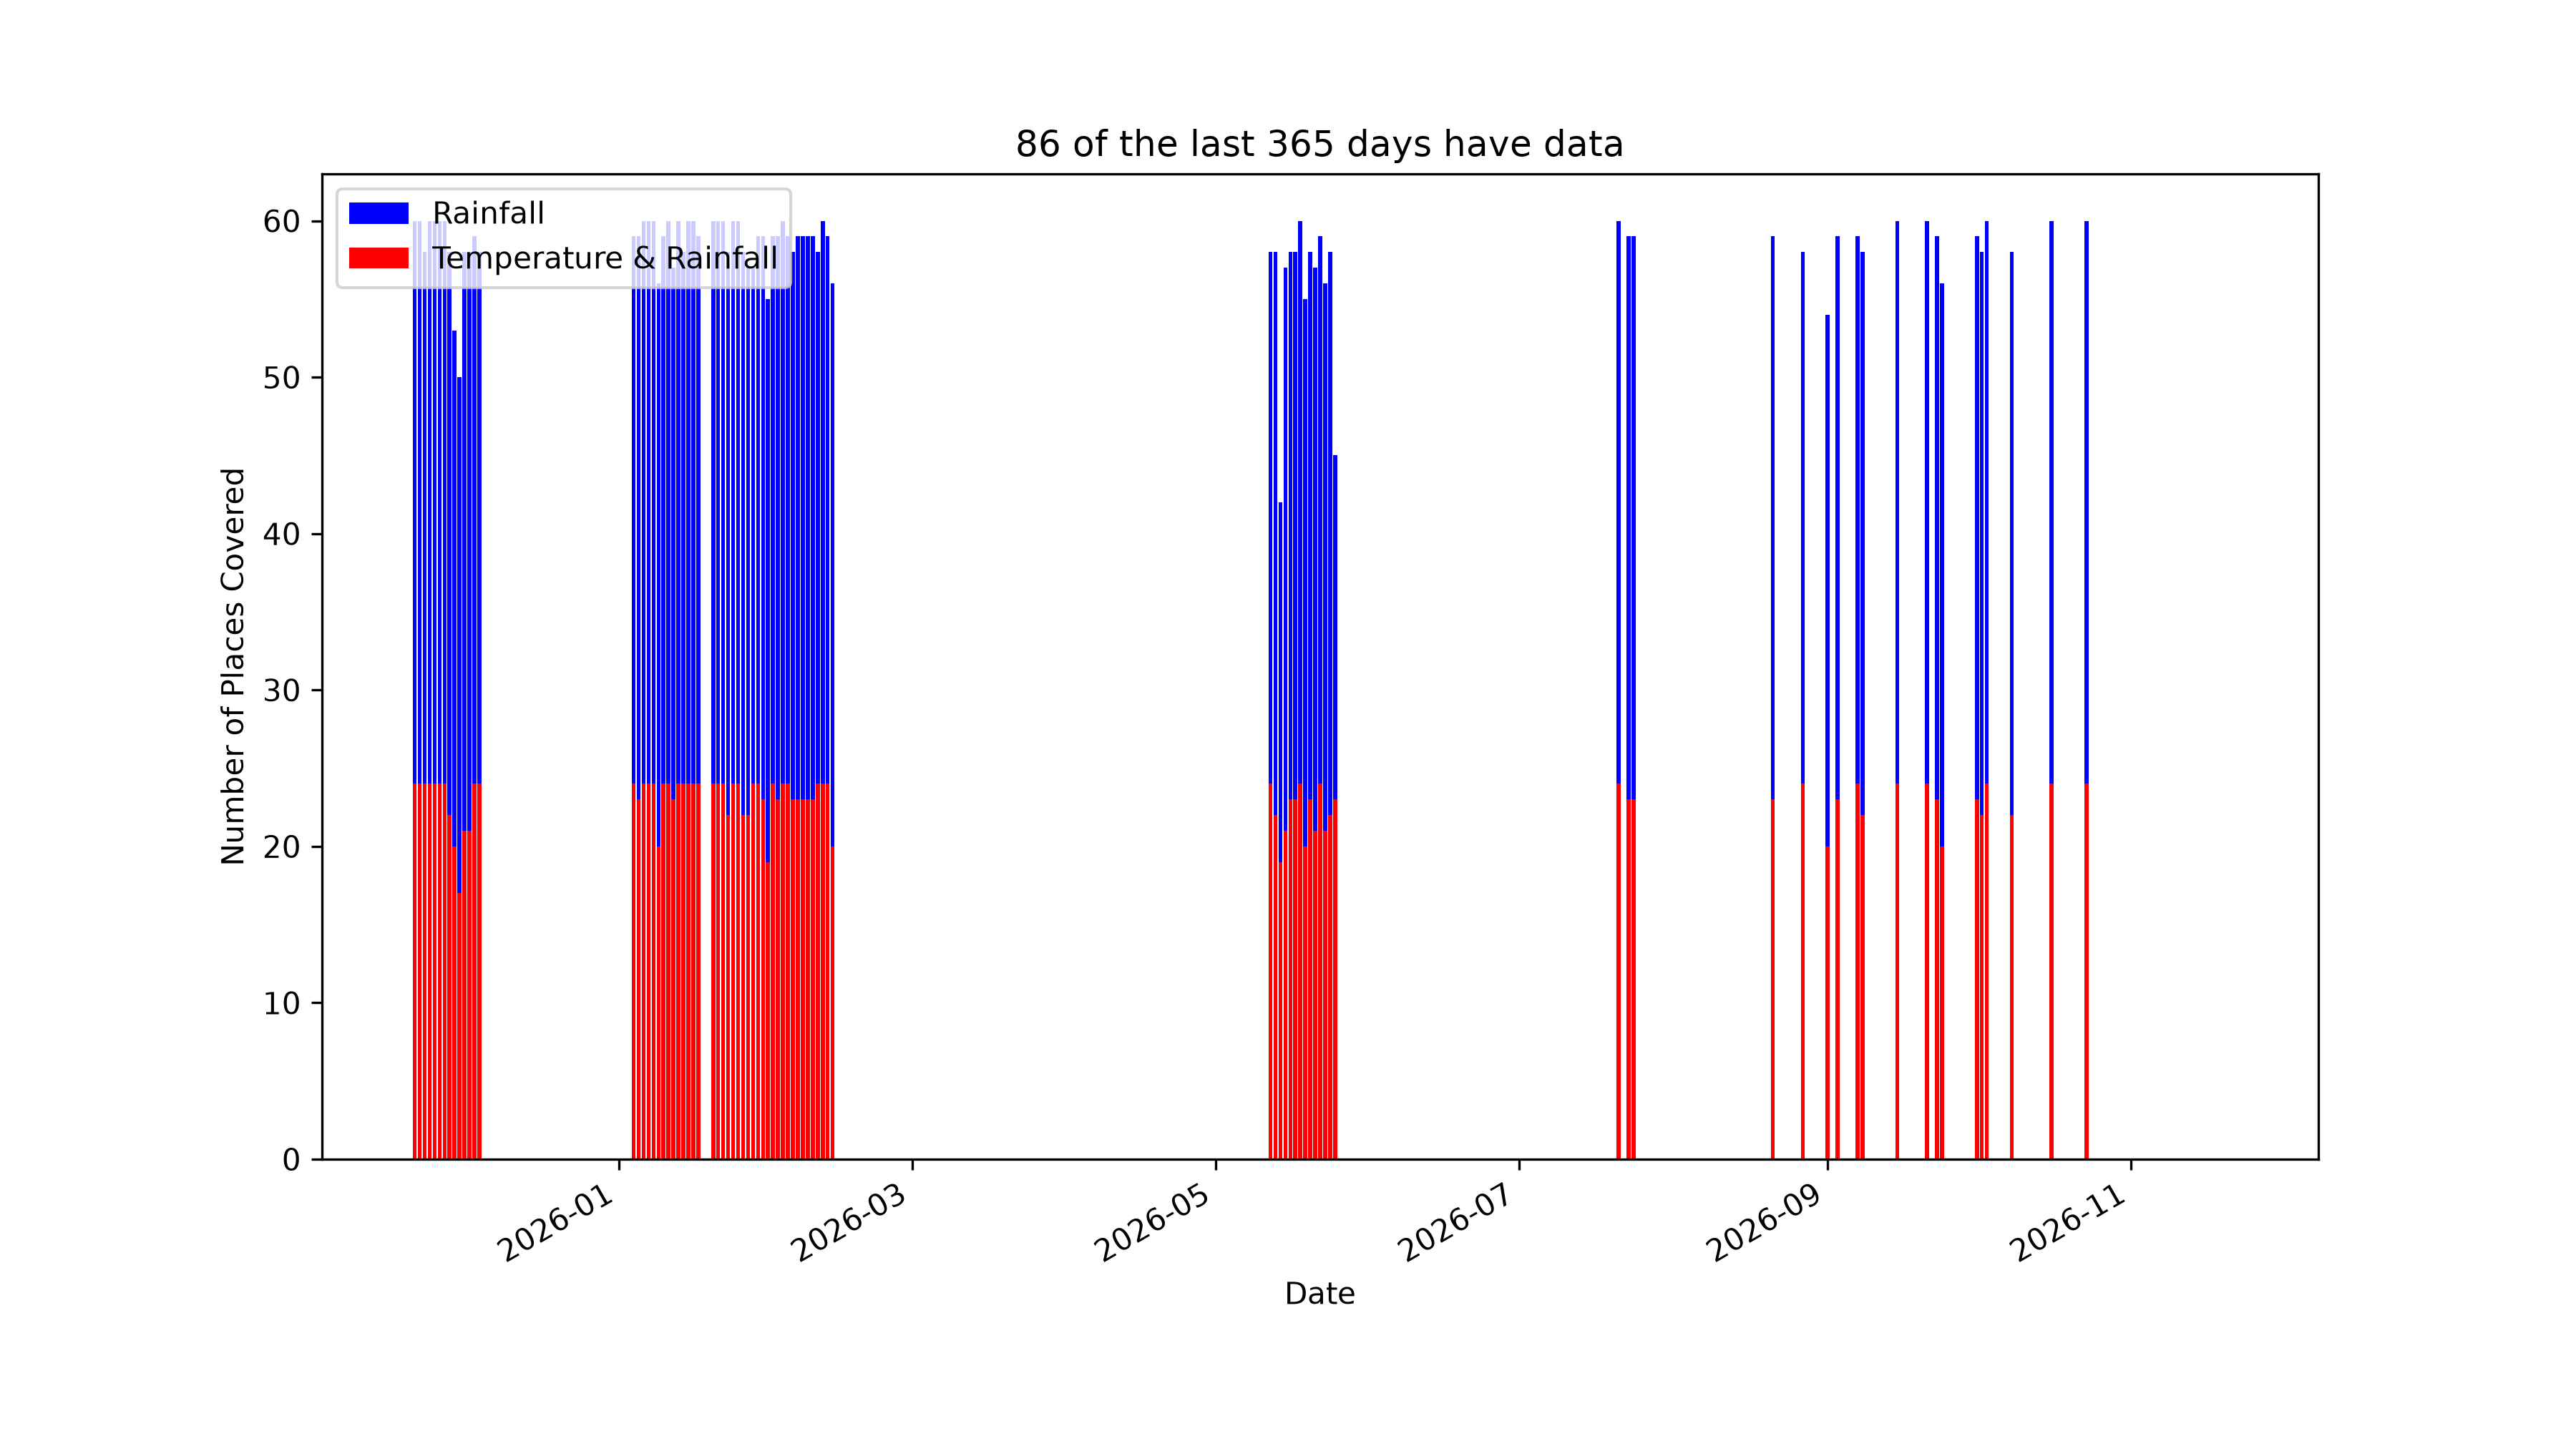 86 of the last 365 days have data
Rainfall
Temperature & Rainfall
60
50
40
30
20
10
0
Number of Places Covered
2026-01
2026-03
2026-05
2026-07
2026-09
2026-11
Date